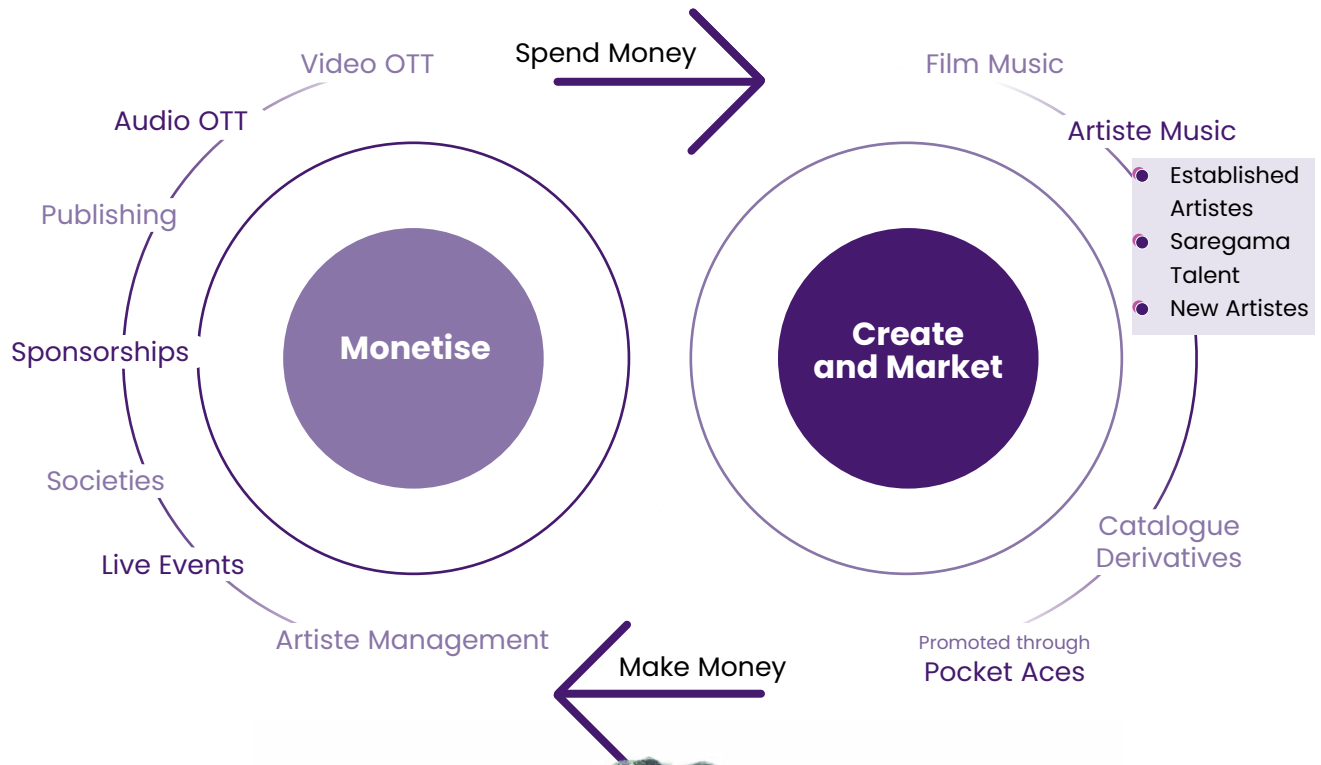 Spend Money
Video OTT
Audio OTT
Publishing
Sponsorships
Societies
Live Events
Artiste Management
Monetise
Film Music
Artiste Music
Established
Artistes
Saregama
Talent
New Artistes
Create
and Market
Catalogue
Derivatives
Promoted through
Pocket Aces
Make Money